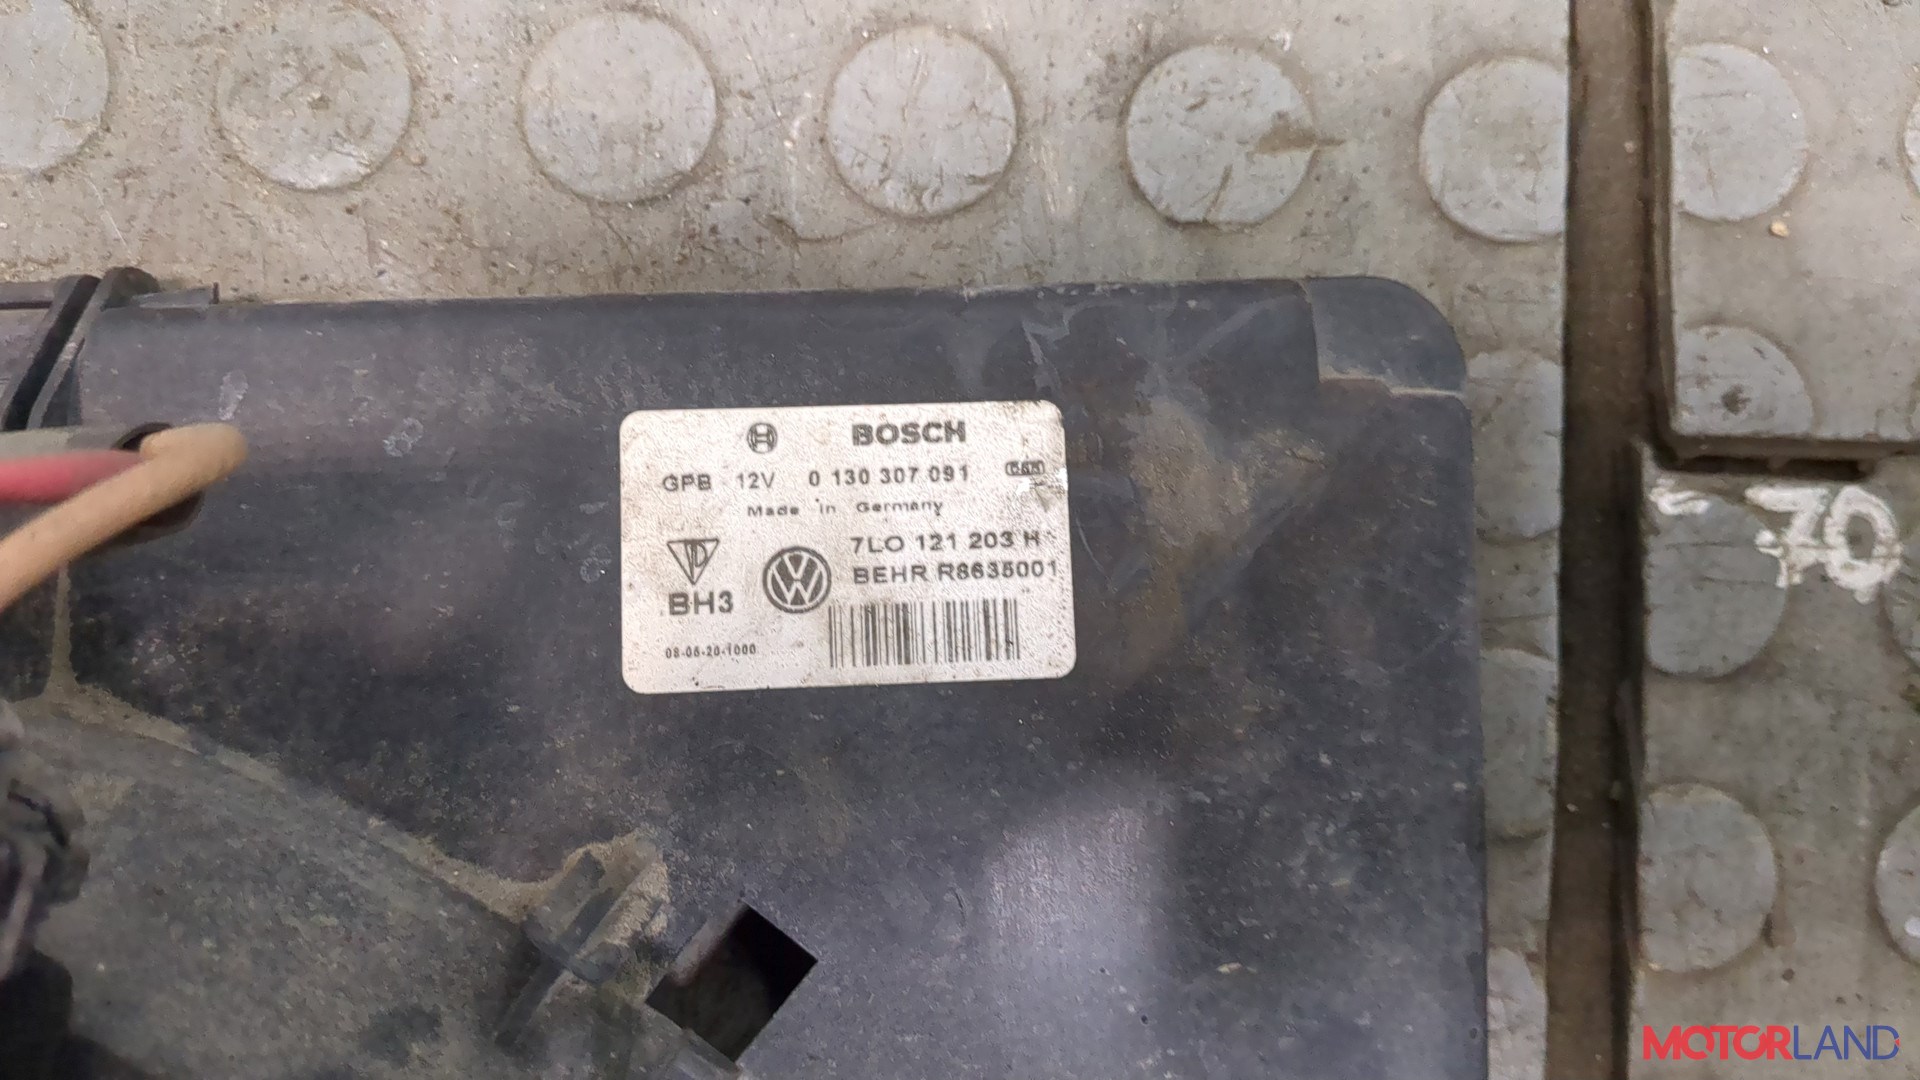 BOSCH
GPB 12V 0 130 307 091
Made in Germany
7L0 121 203 H
BEHR R8635001
BH3
08-06-20-1000
-70
MOTORLAND